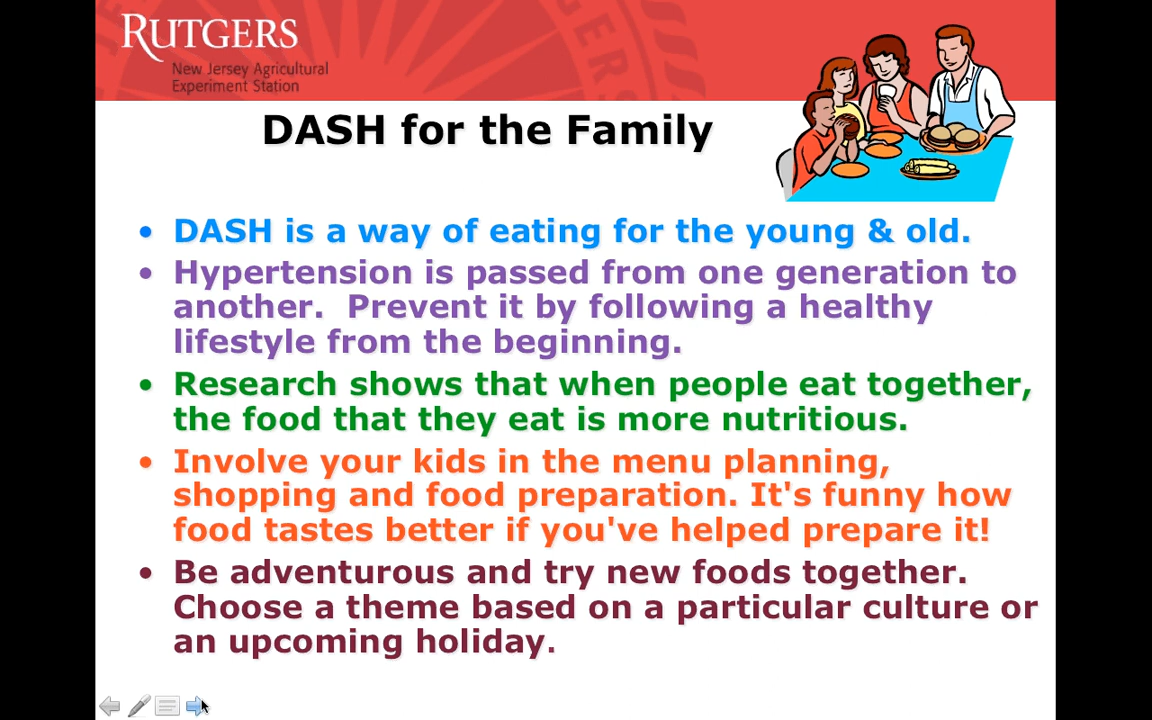 RUTGERS
New Jersey Agricultural
Experiment Station
DASH for the Family
• DASH is a way of eating for the young & old.
• Hypertension is passed from one generation to
another.  Prevent it by following a healthy
lifestyle from the beginning.
• Research shows that when people eat together,
the food that they eat is more nutritious.
• Involve your kids in the menu planning,
shopping and food preparation. It's funny how
food tastes better if you've helped prepare it!
• Be adventurous and try new foods together.
Choose a theme based on a particular culture or
an upcoming holiday.